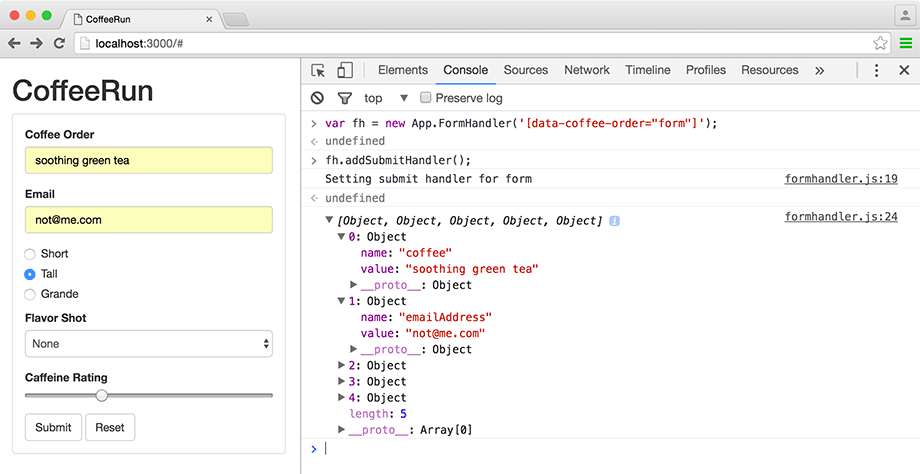 CoffeeRun
localhost:3000/#
CoffeeRun
Coffee Order
soothing green tea
Email
not@me.com
Short
Tall
Grande
Flavor Shot
None
Caffeine Rating
Submit Reset
Elements Console Sources Network Timeline Profiles Resources »
top Preserve log
> var fh = new App.FormHandler('[data-coffee-order="form"]');
undefined
> fh.addSubmitHandler();
Setting submit handler for form formhandler.js:19
undefined
[Object, Object, Object, Object, Object] i formhandler.js:24
0: Object
name: "coffee"
value: "soothing green tea"
__proto__: Object
1: Object
name: "emailAddress"
value: "not@me.com"
__proto__: Object
2: Object
3: Object
4: Object
length: 5
__proto__: Array[0]
>